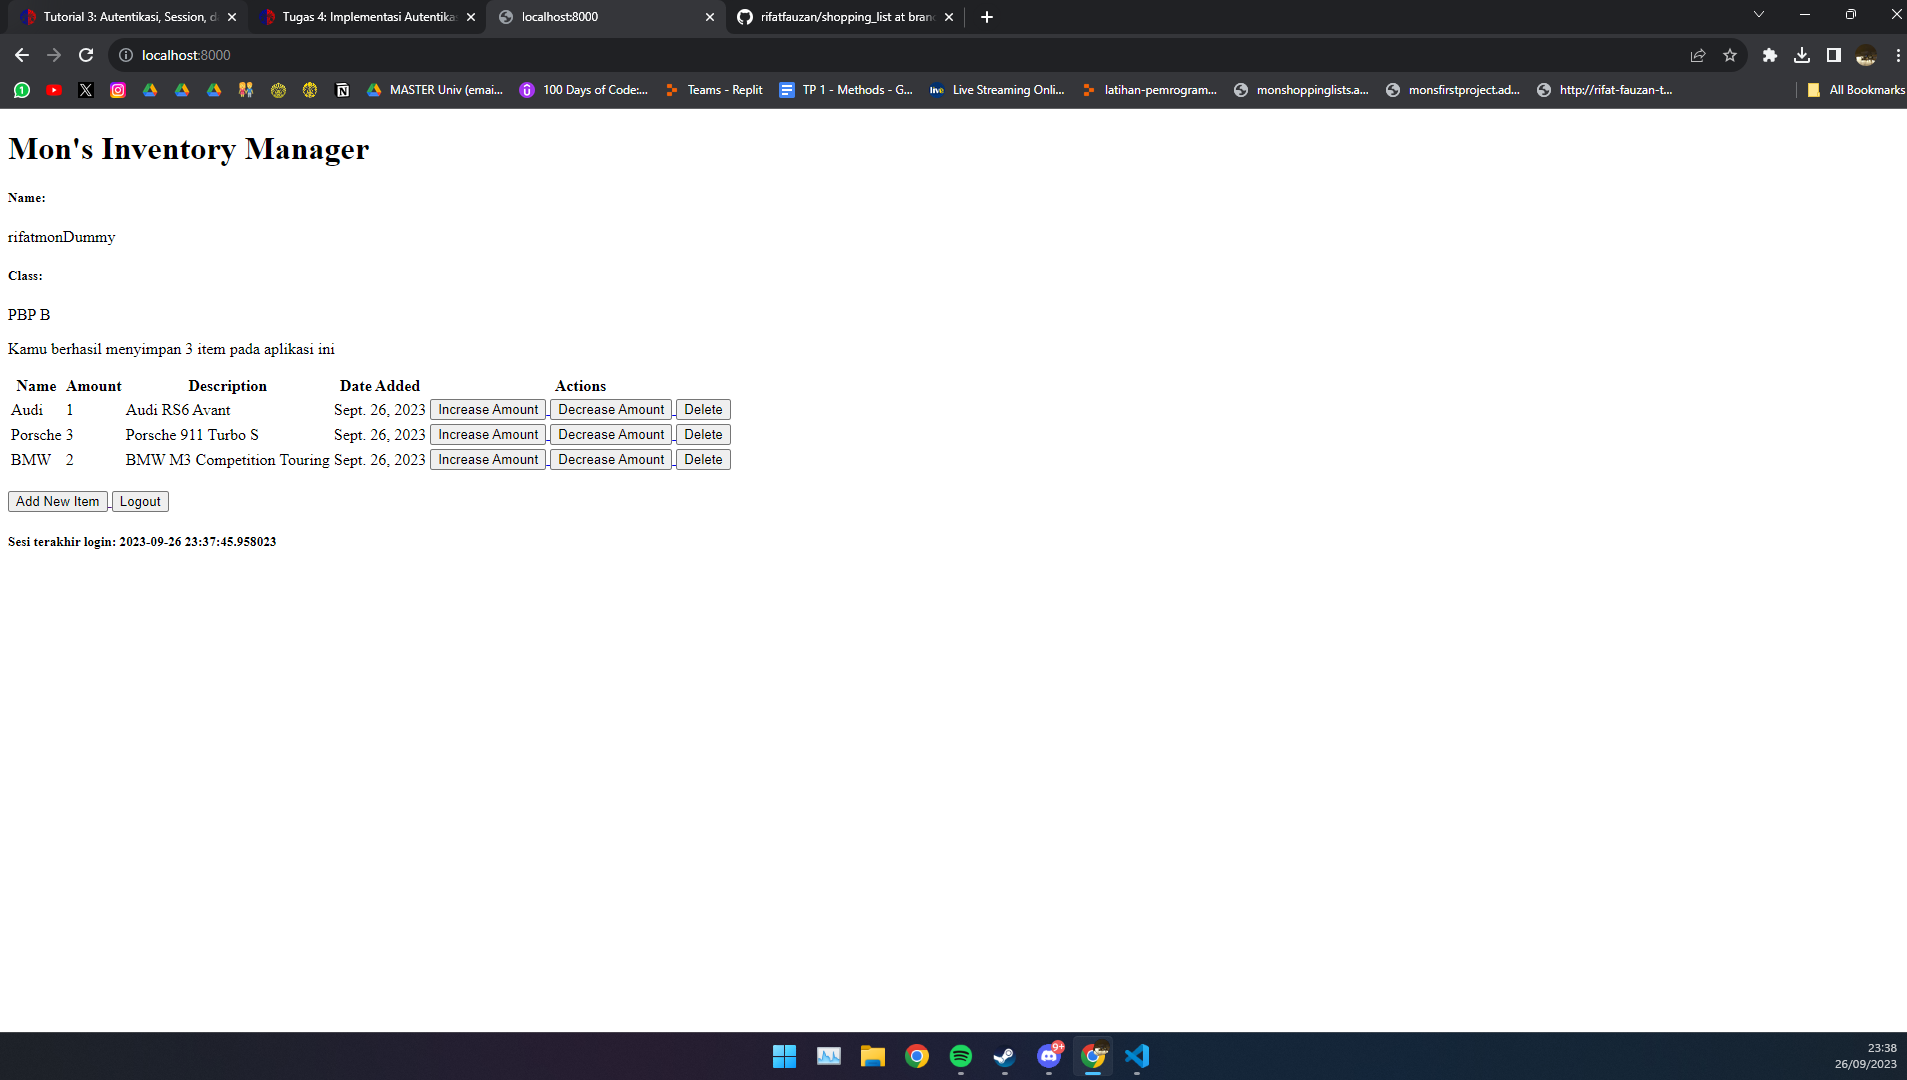 Tutorial 3: Autentikasi, Session, d
Tugas 4: Implementasi Autentika
localhost:8000
rifatfauzan/shopping_list at bran
localhost:8000
MASTER Univ (emai...
100 Days of Code:...
Teams - Replit
TP 1 - Methods - G...
live
Live Streaming Onli...
latihan-pemrogram...
monshoppinglists.a...
monsfirstproject.ad...
http://rifat-fauzan-t...
All Bookmarks
Mon's Inventory Manager
Name:
rifatmonDummy
Class:
PBP B
Kamu berhasil menyimpan 3 item pada aplikasi ini
Name Amount Description Date Added Actions
Audi 1 Audi RS6 Avant Sept. 26, 2023 Increase Amount Decrease Amount Delete
Porsche 3 Porsche 911 Turbo S Sept. 26, 2023 Increase Amount Decrease Amount Delete
BMW 2 BMW M3 Competition Touring Sept. 26, 2023 Increase Amount Decrease Amount Delete
Add New Item Logout
Sesi terakhir login: 2023-09-26 23:37:45.958023
9+
23:38
26/09/2023